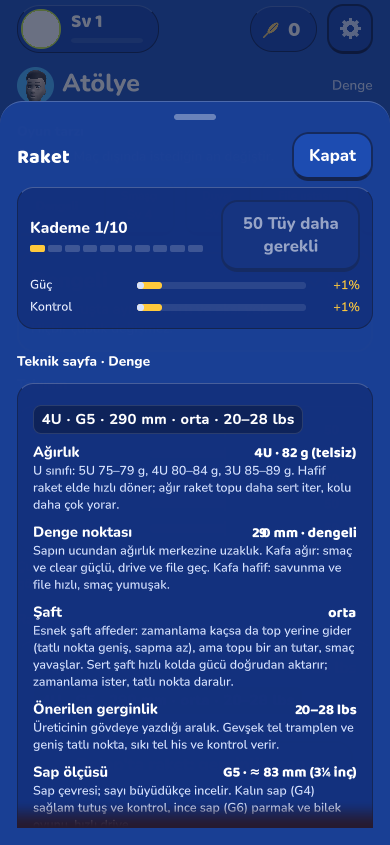 Sv 1
0
Atölye
Denge
Raket
Kapat
Kademe 1/10
50 Tüy daha
gerekli
Güç
+1%
Kontrol
+1%
Teknik sayfa · Denge
4U · G5 · 290 mm · orta · 20–28 lbs
Ağırlık
4U · 82 g (telsiz)
U sınıfı: 5U 75–79 g, 4U 80–84 g, 3U 85–89 g. Hafif
raket elde hızlı döner; ağır raket topu daha sert iter, kolu
daha çok yorar.
Denge noktası
290 mm · dengeli
Sapın ucundan ağırlık merkezine uzaklık. Kafa ağır: smaç
ve clear güçlü, drive ve file geç. Kafa hafif: savunma ve
file hızlı, smaç yumuşak.
Şaft
orta
Esnek şaft affeder: zamanlama kaçsa da top yerine gider
(tatlı nokta geniş, sapma az), ama topu bir an tutar, smaç
yavaşlar. Sert şaft hızlı kolda gücü doğrudan aktarır;
zamanlama ister, tatlı nokta daralır.
Önerilen gerginlik
20–28 lbs
Üreticinin gövdeye yazdığı aralık. Gevşek tel tramplen ve
geniş tatlı nokta, sıkı tel his ve kontrol verir.
Sap ölçüsü
G5 · ≈ 83 mm (3¼ inç)
Sap çevresi; sayı büyüdükçe incelir. Kalın sap (G4)
sağlam tutuş ve kontrol, ince sap (G6) parmak ve bilek